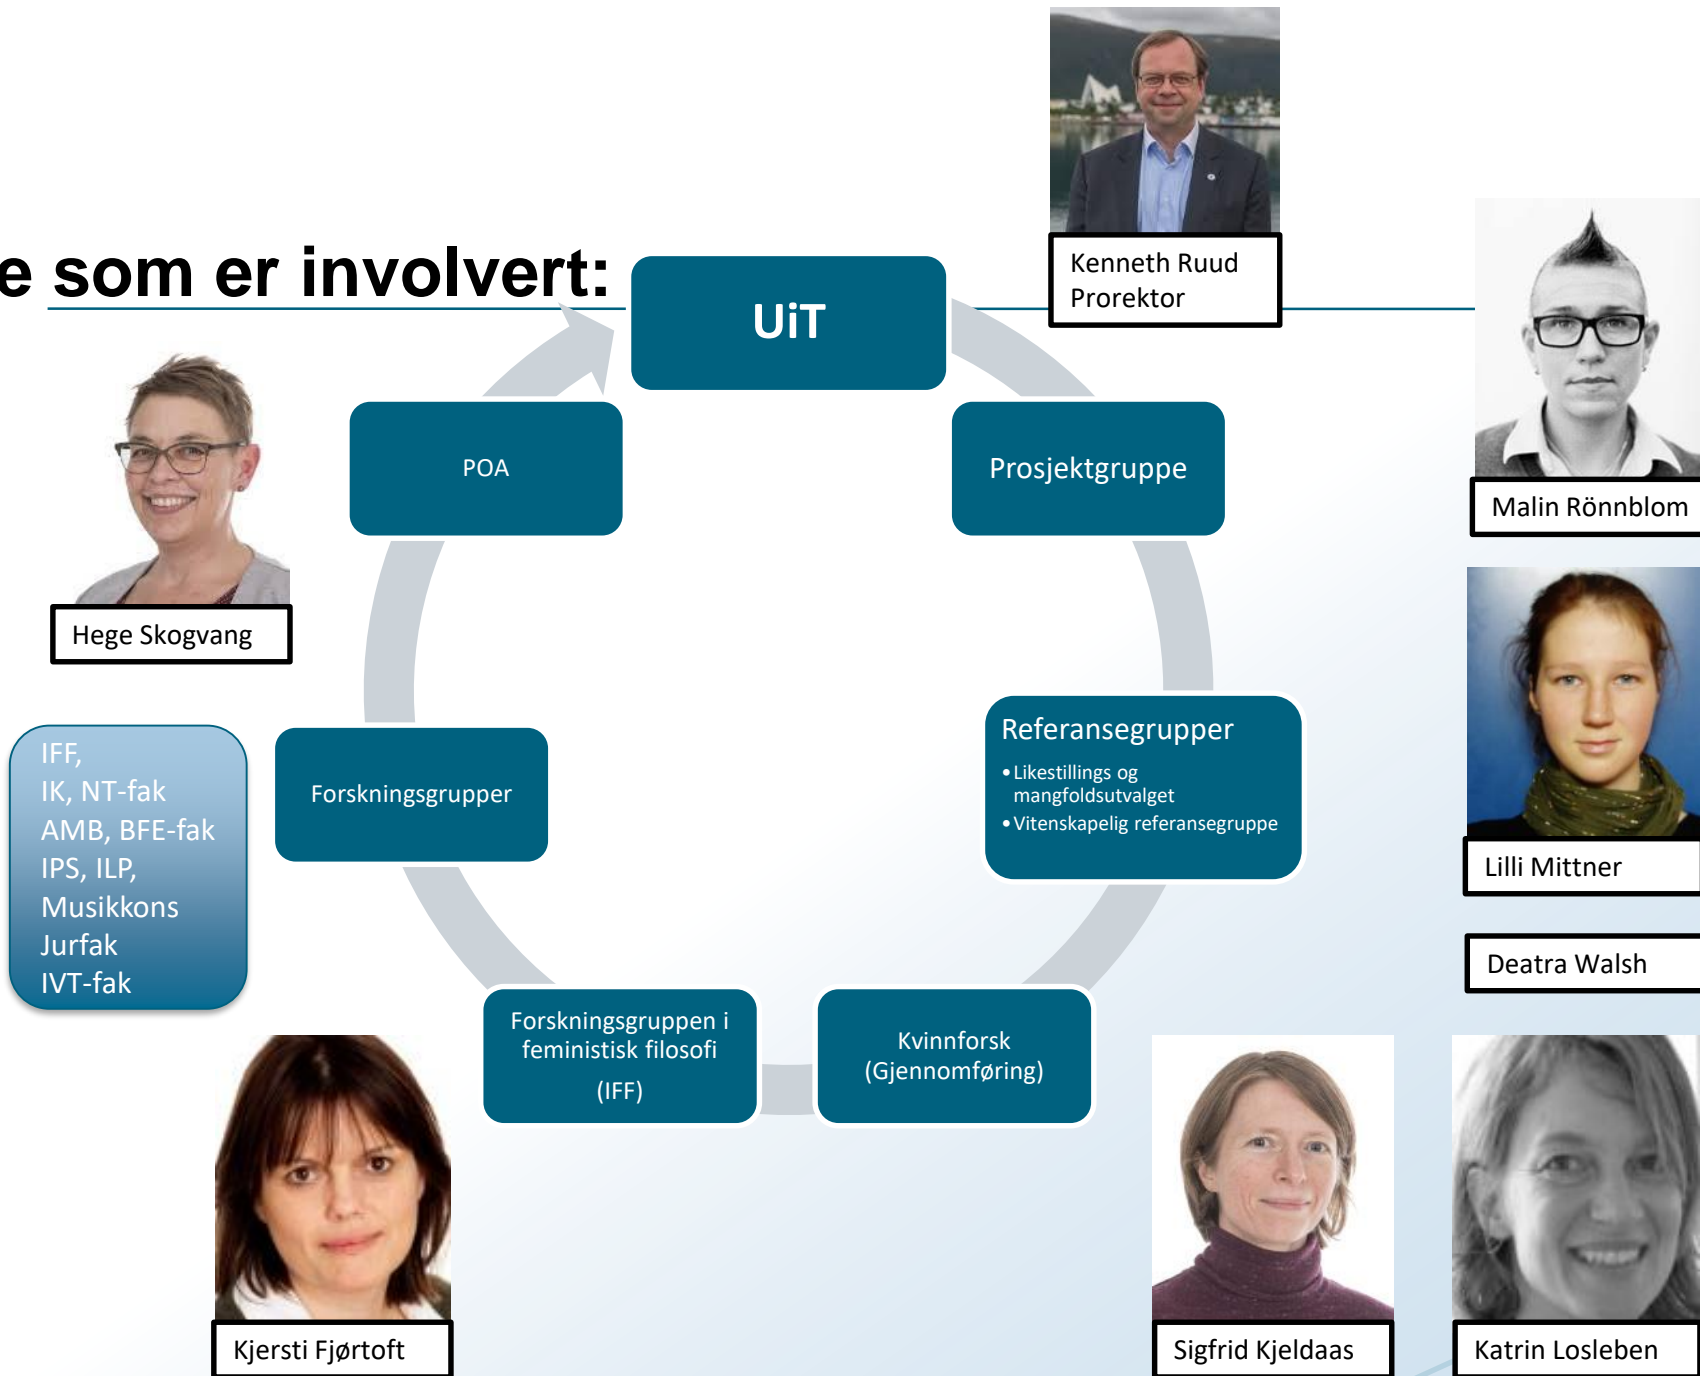 e som er involvert:
UiT
Kenneth Ruud
Prorektor
POA
Prosjektgruppe
Malin Rönnblom
Hege Skogvang
Referansegrupper
•Likestillings og
mangfoldsutvalget
•Vitenskapelig referansegruppe
IFF,
IK, NT-fak
AMB, BFE-fak
IPS, ILP,
Musikkons
Jurfak
IVT-fak
Forskningsgrupper
Lilli Mittner
Deatra Walsh
Forskningsgruppen i
feministisk filosofi
(IFF)
Kvinnforsk
(Gjennomføring)
Kjersti Fjørtoft
Sigfrid Kjeldaas
Katrin Losleben